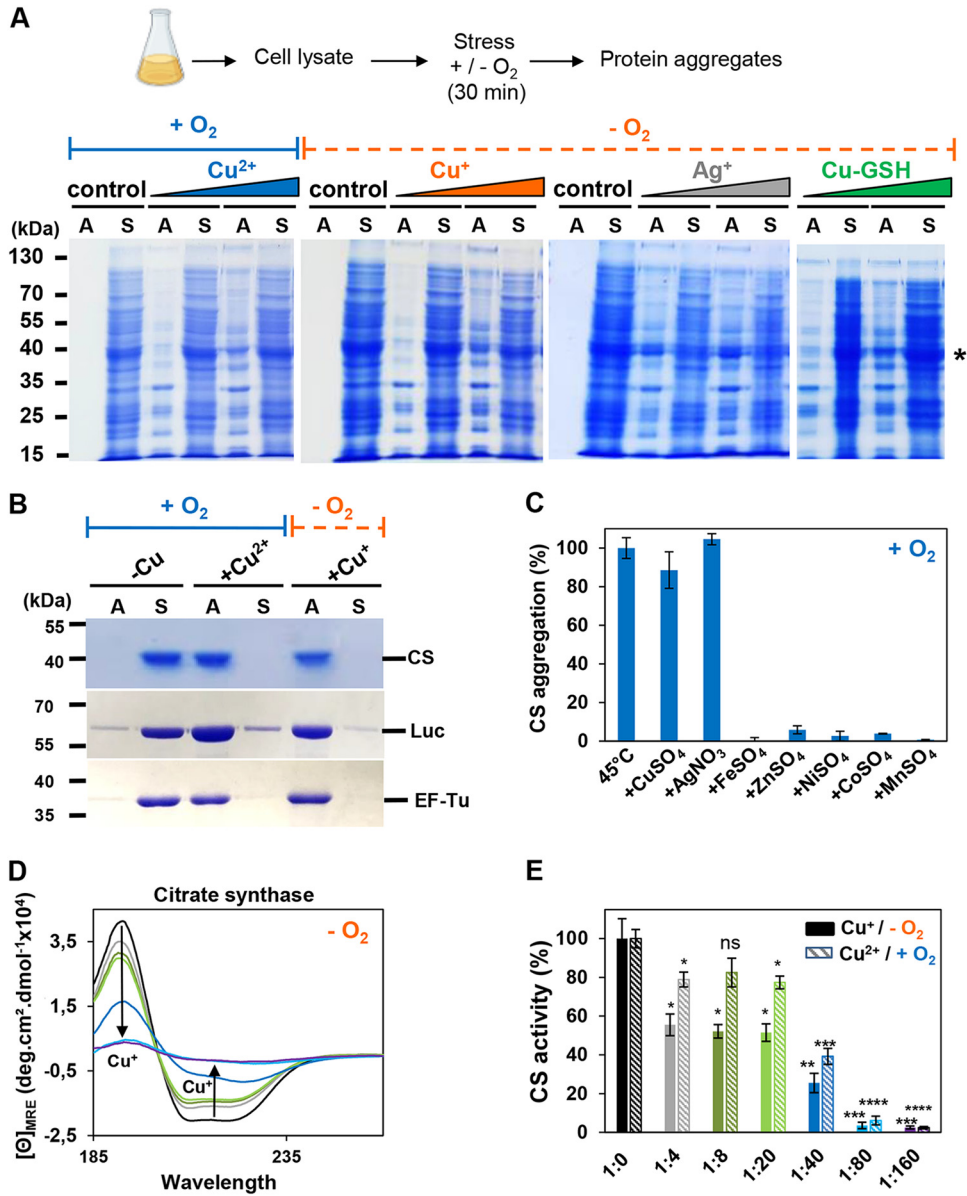 A
Cell lysate
Stress
+ / - O2
(30 min)
Protein aggregates
+ O2
- O2
Cu2+
Cu+
Ag+
Cu-GSH
control
control
control
(kDa)
A S A S A S
A S A S A S
A S A S A S
A S A S
130
70
55
40
35
25
15
*
B
+ O2
- O2
-Cu
+Cu2+
+Cu+
(kDa)
A S A S A S
55
40
CS
70
55
Luc
40
35
EF-Tu
C
CS aggregation (%)
+ O2
100
80
60
40
20
0
45°C
+CuSO4
+AgNO3
+FeSO4
+ZnSO4
+NiSO4
+CoSO4
+MnSO4
D
Citrate synthase
[Θ]MRE (deg.cm².dmol-1x10⁴)
- O2
3,5
1,5
-0,5
-2,5
Cu+
Cu+
185
235
Wavelength
E
CS activity (%)
Cu+ / - O2
Cu2+ / + O2
100
80
60
40
20
0
* * * ns * * ** *** *** **** *** ****
1:0
1:4
1:8
1:20
1:40
1:80
1:160